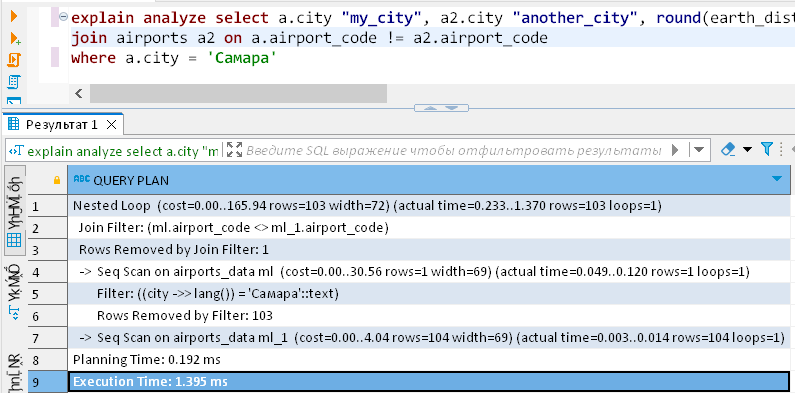 explain analyze select a.city "my_city", a2.city "another_city", round(earth_dist
join airports a2 on a.airport_code != a2.airport_code
where a.city = 'Самара'
Результат 1
explain analyze select a.city "m
Введите SQL выражение чтобы отфильтровать результаты
ABC QUERY PLAN
1 Nested Loop (cost=0.00..165.94 rows=103 width=72) (actual time=0.233..1.370 rows=103 loops=1)
2 Join Filter: (ml.airport_code <> ml_1.airport_code)
3 Rows Removed by Join Filter: 1
4 -> Seq Scan on airports_data ml (cost=0.00..30.56 rows=1 width=69) (actual time=0.049..0.120 rows=1 loops=1)
5 Filter: ((city ->> lang()) = 'Самара'::text)
6 Rows Removed by Filter: 103
7 -> Seq Scan on airports_data ml_1 (cost=0.00..4.04 rows=104 width=69) (actual time=0.003..0.014 rows=104 loops=1)
8 Planning Time: 0.192 ms
9 Execution Time: 1.395 ms